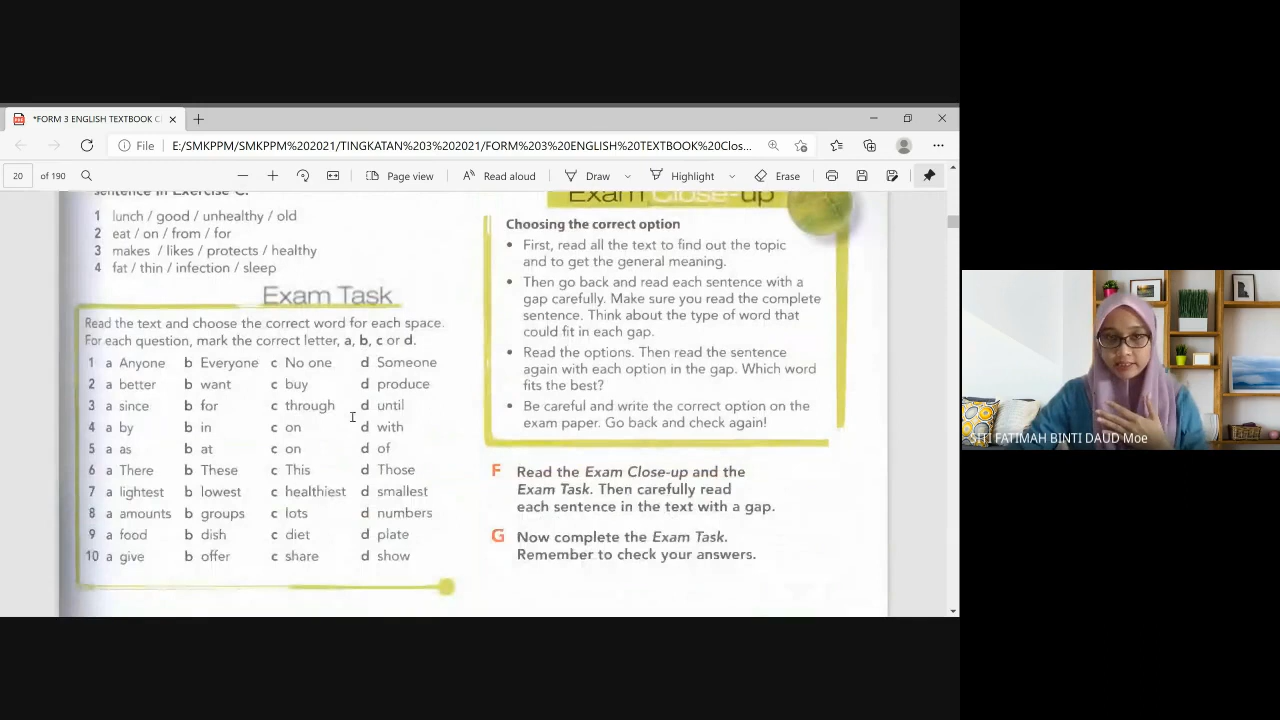 *FORM 3 ENGLISH TEXTBOOK C
File
E:/SMKPPM/SMKPPM%202021/TINGKATAN%203%202021/FORM%203%20ENGLISH%20TEXTBOOK%20Clos...
20 of 190
Page view
Read aloud
Draw
Highlight
Erase
sentence in Exercise C.
1 lunch / good / unhealthy / old
2 eat / on / from / for
3 makes / likes / protects / healthy
4 fat / thin / infection / sleep
Exam Task
Read the text and choose the correct word for each space.
For each question, mark the correct letter, a, b, c or d.
1 a Anyone b Everyone c No one d Someone
2 a better b want c buy d produce
3 a since b for c through d until
4 a by b in c on d with
5 a as b at c on d of
6 a There b These c This d Those
7 a lightest b lowest c healthiest d smallest
8 a amounts b groups c lots d numbers
9 a food b dish c diet d plate
10 a give b offer c share d show
Exam Close-up
Choosing the correct option
• First, read all the text to find out the topic
and to get the general meaning.
• Then go back and read each sentence with a
gap carefully. Make sure you read the complete
sentence. Think about the type of word that
could fit in each gap.
• Read the options. Then read the sentence
again with each option in the gap. Which word
fits the best?
• Be careful and write the correct option on the
exam paper. Go back and check again!
F Read the Exam Close-up and the
Exam Task. Then carefully read
each sentence in the text with a gap.
G Now complete the Exam Task.
Remember to check your answers.
SITI FATIMAH BINTI DAUD Moe